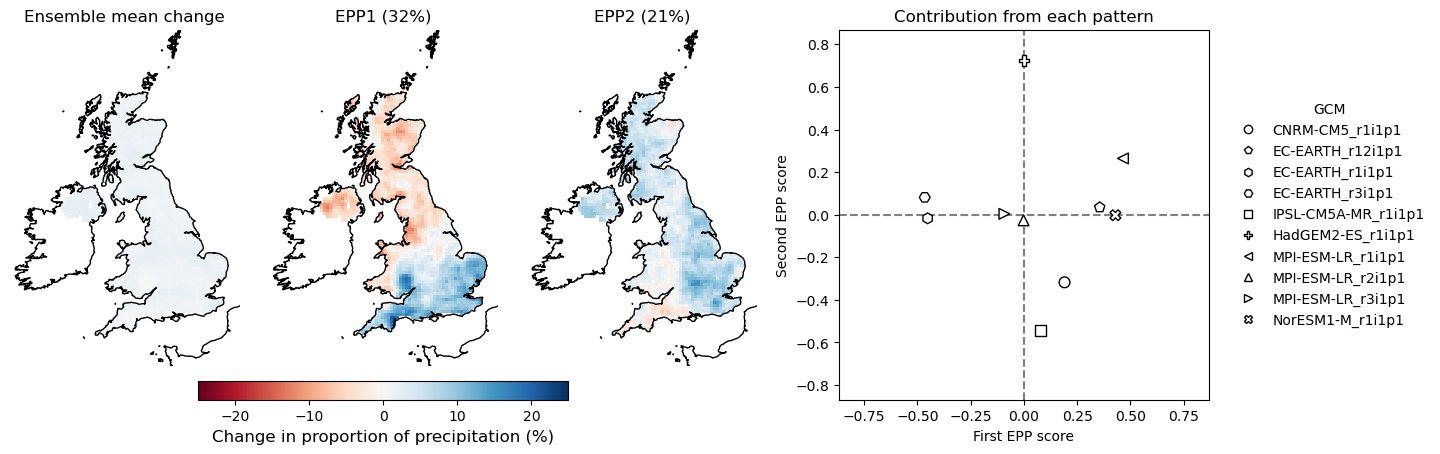 Ensemble mean change
EPP1 (32%)
EPP2 (21%)
−20 −10 0 10 20
Change in proportion of precipitation (%)
Contribution from each pattern
0.8
0.6
0.4
0.2
0.0
−0.2
−0.4
−0.6
−0.8
Second EPP score
−0.75 −0.50 −0.25 0.00 0.25 0.50 0.75
First EPP score
GCM
CNRM-CM5_r1i1p1
EC-EARTH_r12i1p1
EC-EARTH_r1i1p1
EC-EARTH_r3i1p1
IPSL-CM5A-MR_r1i1p1
HadGEM2-ES_r1i1p1
MPI-ESM-LR_r1i1p1
MPI-ESM-LR_r2i1p1
MPI-ESM-LR_r3i1p1
NorESM1-M_r1i1p1